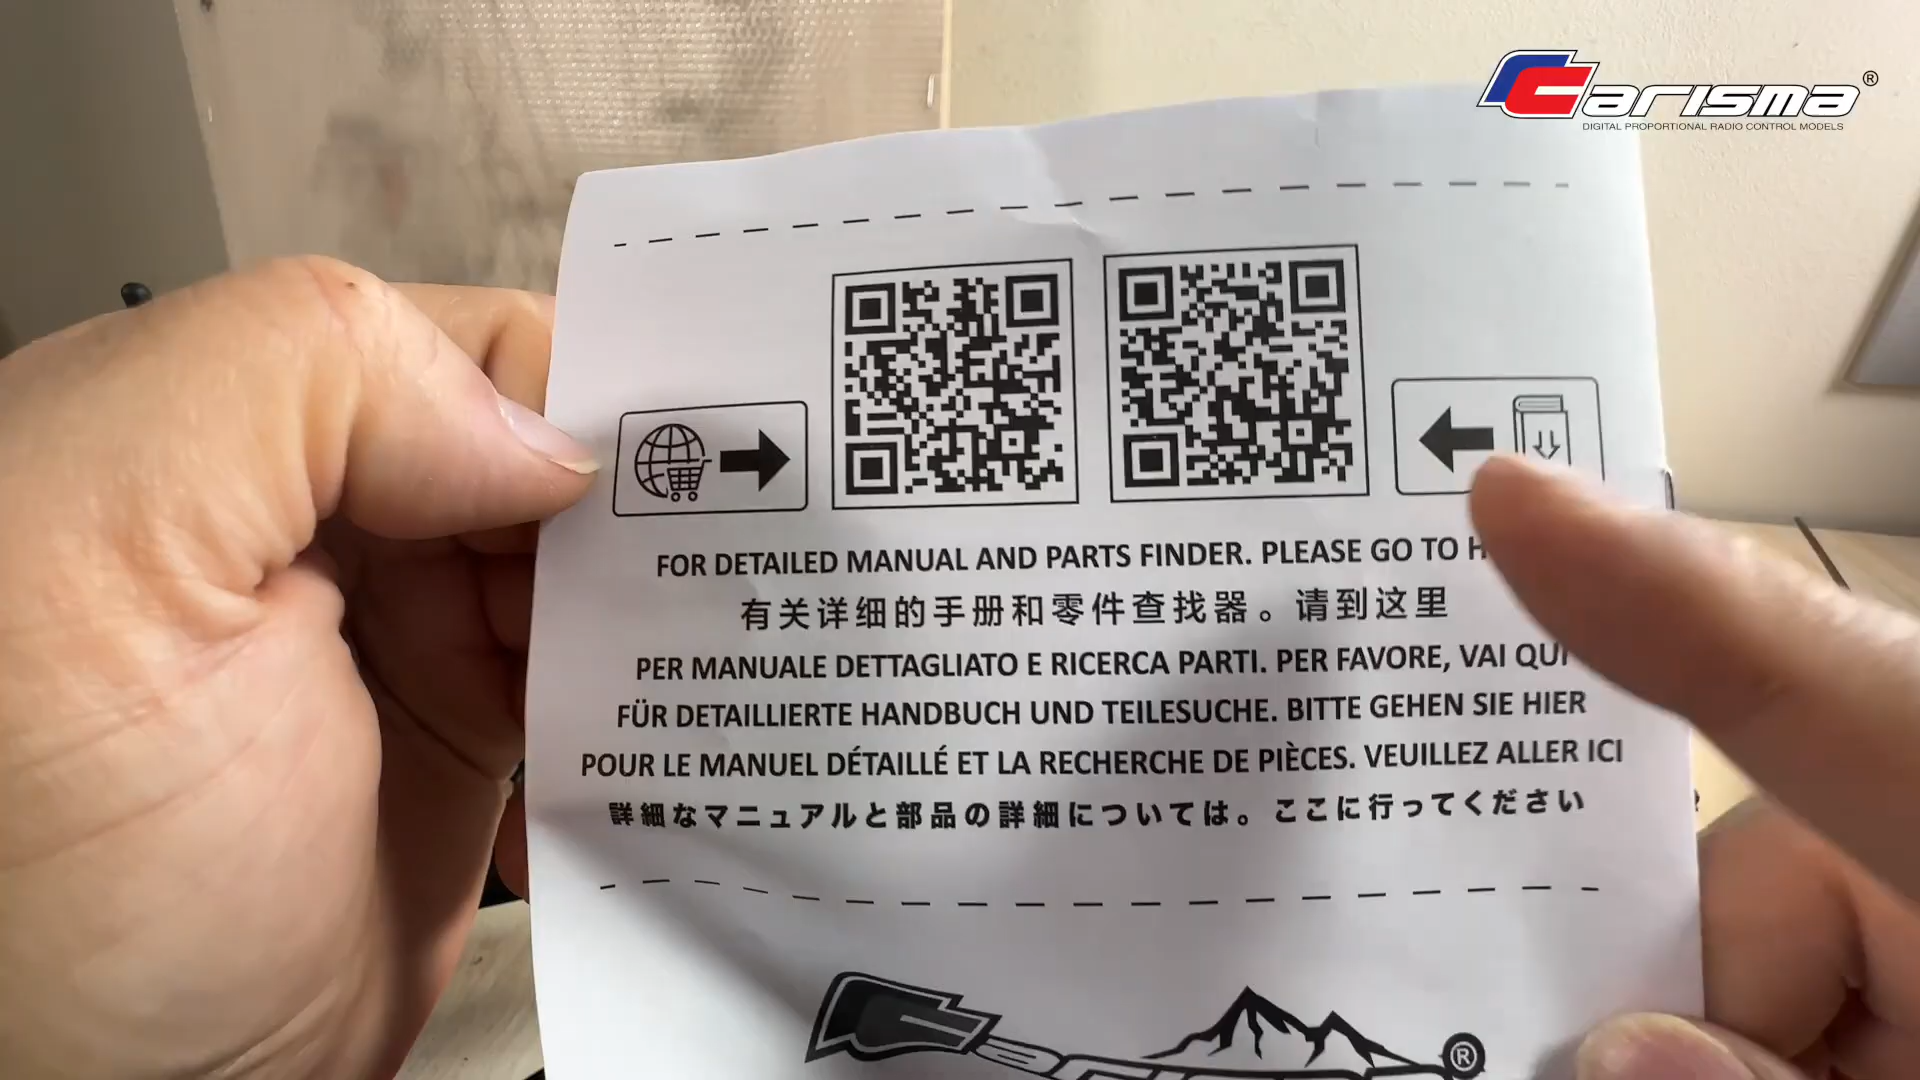 Carisma®
DIGITAL PROPORTIONAL RADIO CONTROL MODELS
FOR DETAILED MANUAL AND PARTS FINDER. PLEASE GO TO
有关详细的手册和零件查找器。请到这里
PER MANUALE DETTAGLIATO E RICERCA PARTI. PER FAVORE, VAI QUI
FÜR DETAILLIERTE HANDBUCH UND TEILESUCHE. BITTE GEHEN SIE HIER
POUR LE MANUEL DÉTAILLÉ ET LA RECHERCHE DE PIÈCES. VEUILLEZ ALLER ICI
詳細なマニュアルと部品の詳細については。ここに行ってください
®